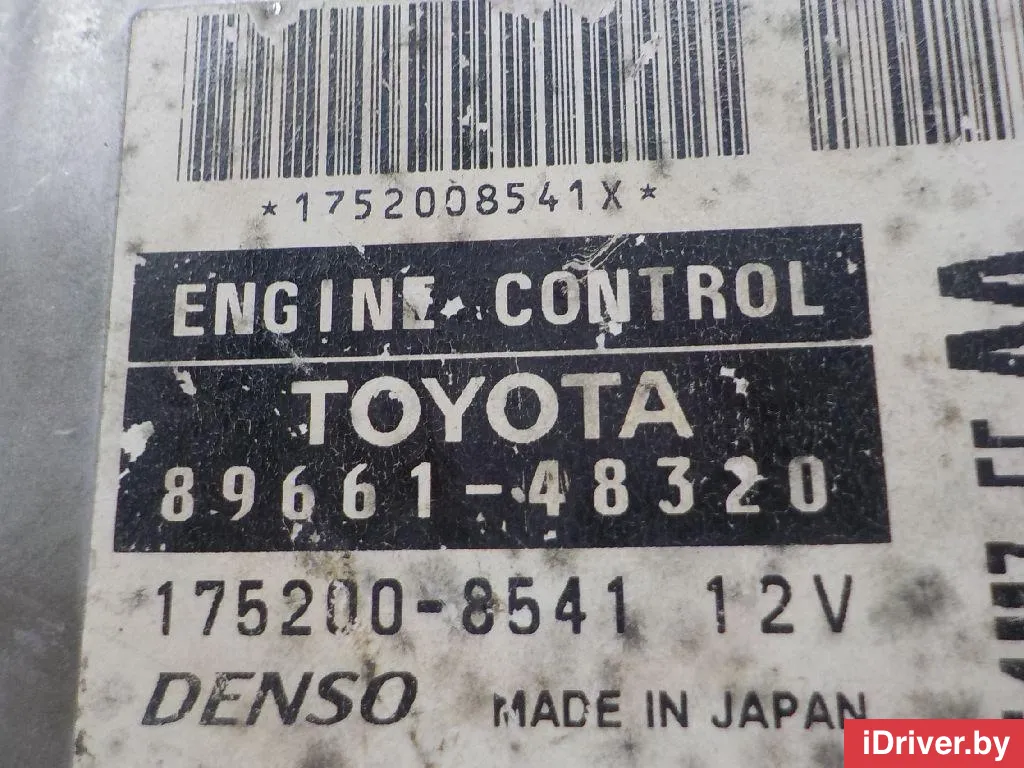 *1752008541X*
ENGINE CONTROL
TOYOTA
89661-48320
175200-8541 12V
DENSO MADE IN JAPAN
iDriver.by